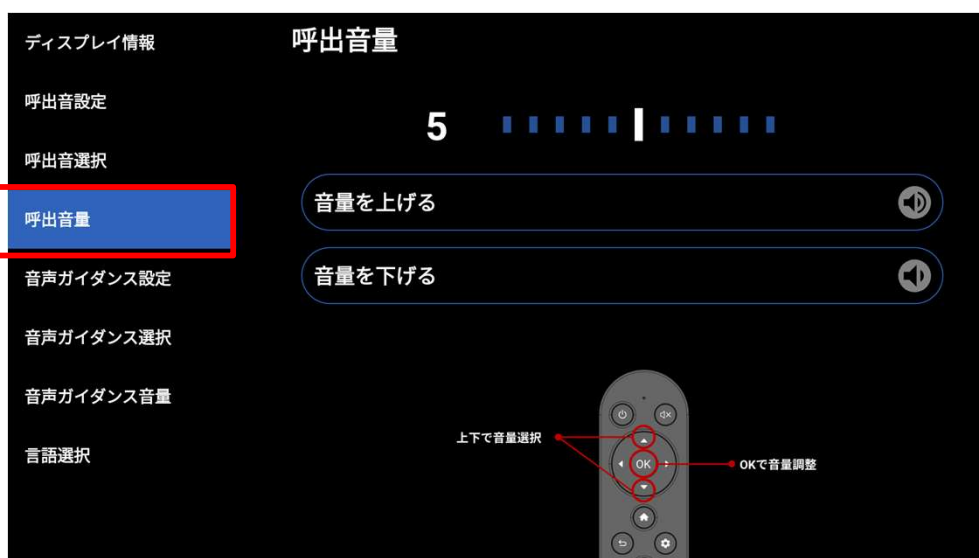 ディスプレイ情報
呼出音設定
呼出音選択
呼出音量
音声ガイダンス設定
音声ガイダンス選択
音声ガイダンス音量
言語選択
呼出音量
5
音量を上げる
音量を下げる
上下で音量選択
OK
OKで音量調整